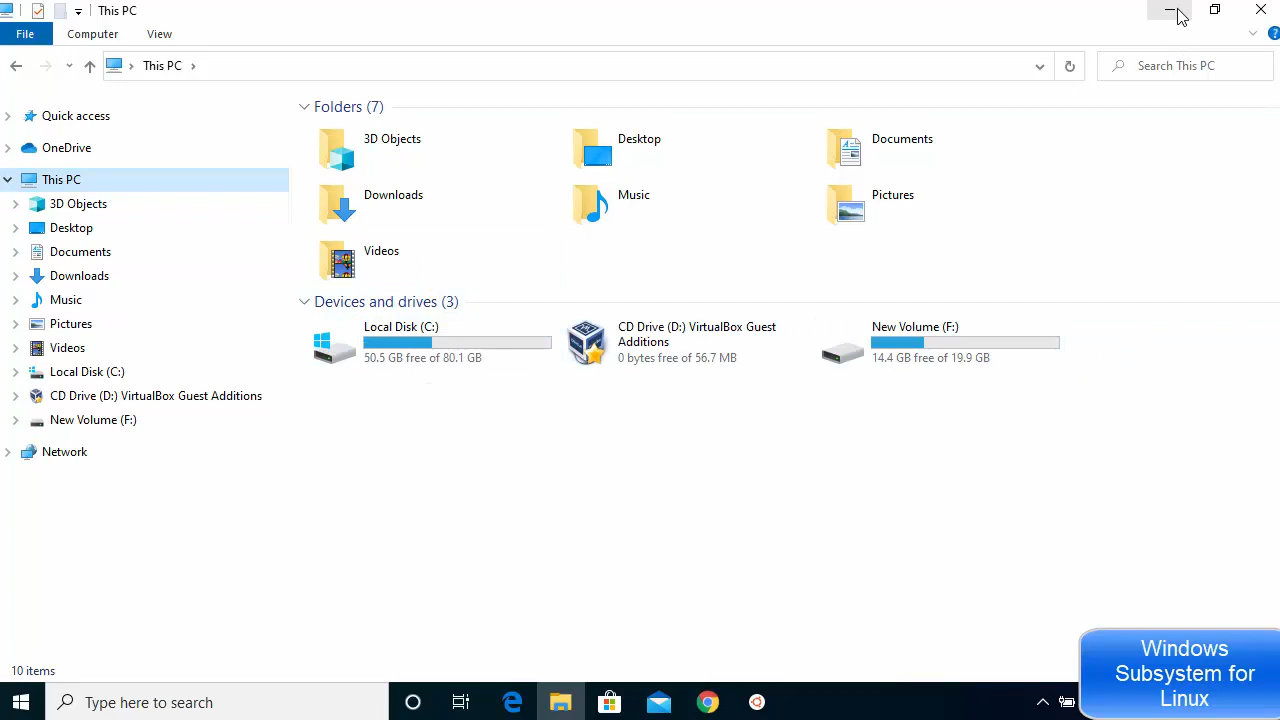 This PC
File Computer View
This PC
Search This PC
Quick access
OneDrive
This PC
3D Objects
Desktop
Documents
Downloads
Music
Pictures
Videos
Local Disk (C:)
CD Drive (D:) VirtualBox Guest Additions
New Volume (F:)
Network
Folders (7)
3D Objects
Desktop
Documents
Downloads
Music
Pictures
Videos
Devices and drives (3)
Local Disk (C:)
50.5 GB free of 80.1 GB
CD Drive (D:) VirtualBox Guest
Additions
0 bytes free of 56.7 MB
New Volume (F:)
14.4 GB free of 19.9 GB
10 items
Windows
Subsystem for
Linux
Type here to search